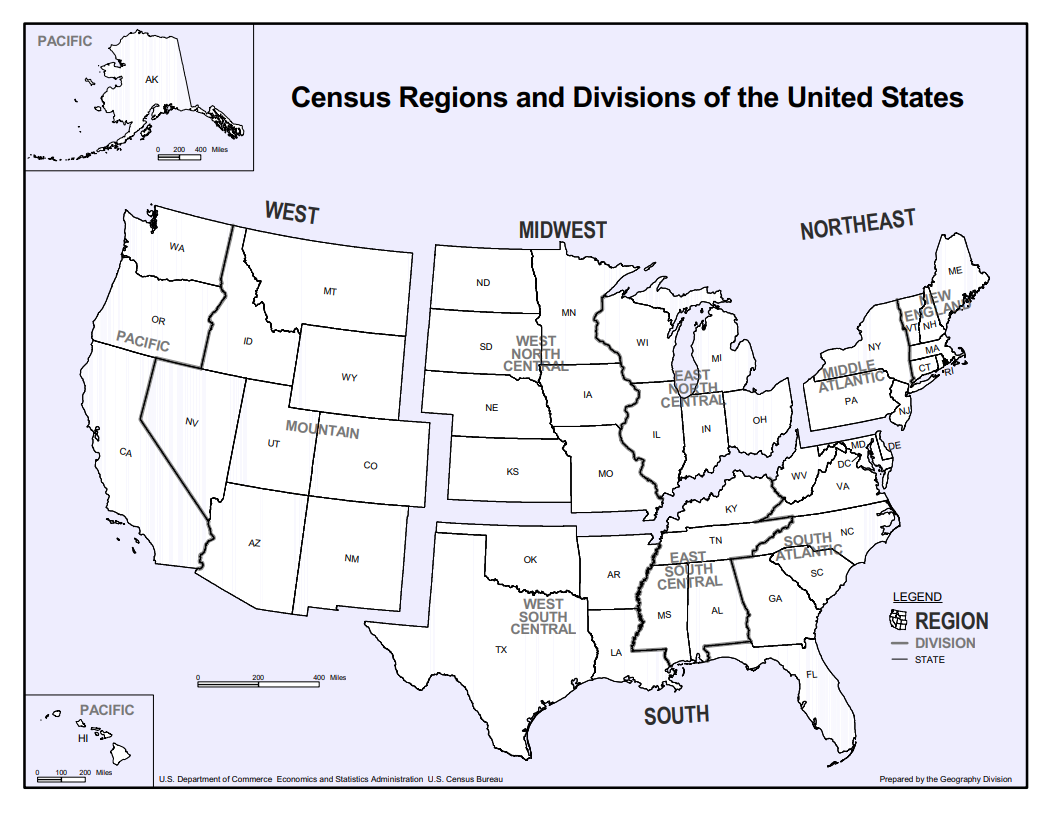 PACIFIC
AK
0 200 400 Miles
Census Regions and Divisions of the United States
WEST
MIDWEST
NORTHEAST
WA
MT
OR
ID
PACIFIC
WY
NV
UT
MOUNTAIN
CO
CA
AZ
NM
ND
MN
SD
WEST
NORTH
CENTRAL
NE
IA
KS
MO
WI
MI
EAST
NORTH
CENTRAL
IL
IN
OH
ME
NEW
ENGLAND
VT
NH
NY
MA
CT
RI
MIDDLE
ATLANTIC
PA
NJ
MD
DE
WV
DC
VA
KY
TN
NC
SOUTH
ATLANTIC
SC
EAST
SOUTH
CENTRAL
MS
AL
GA
FL
OK
AR
WEST
SOUTH
CENTRAL
TX
LA
SOUTH
LEGEND
REGION
DIVISION
STATE
0 200 400 Miles
PACIFIC
HI
0 100 200 Miles
U.S. Department of Commerce Economics and Statistics Administration U.S. Census Bureau
Prepared by the Geography Division